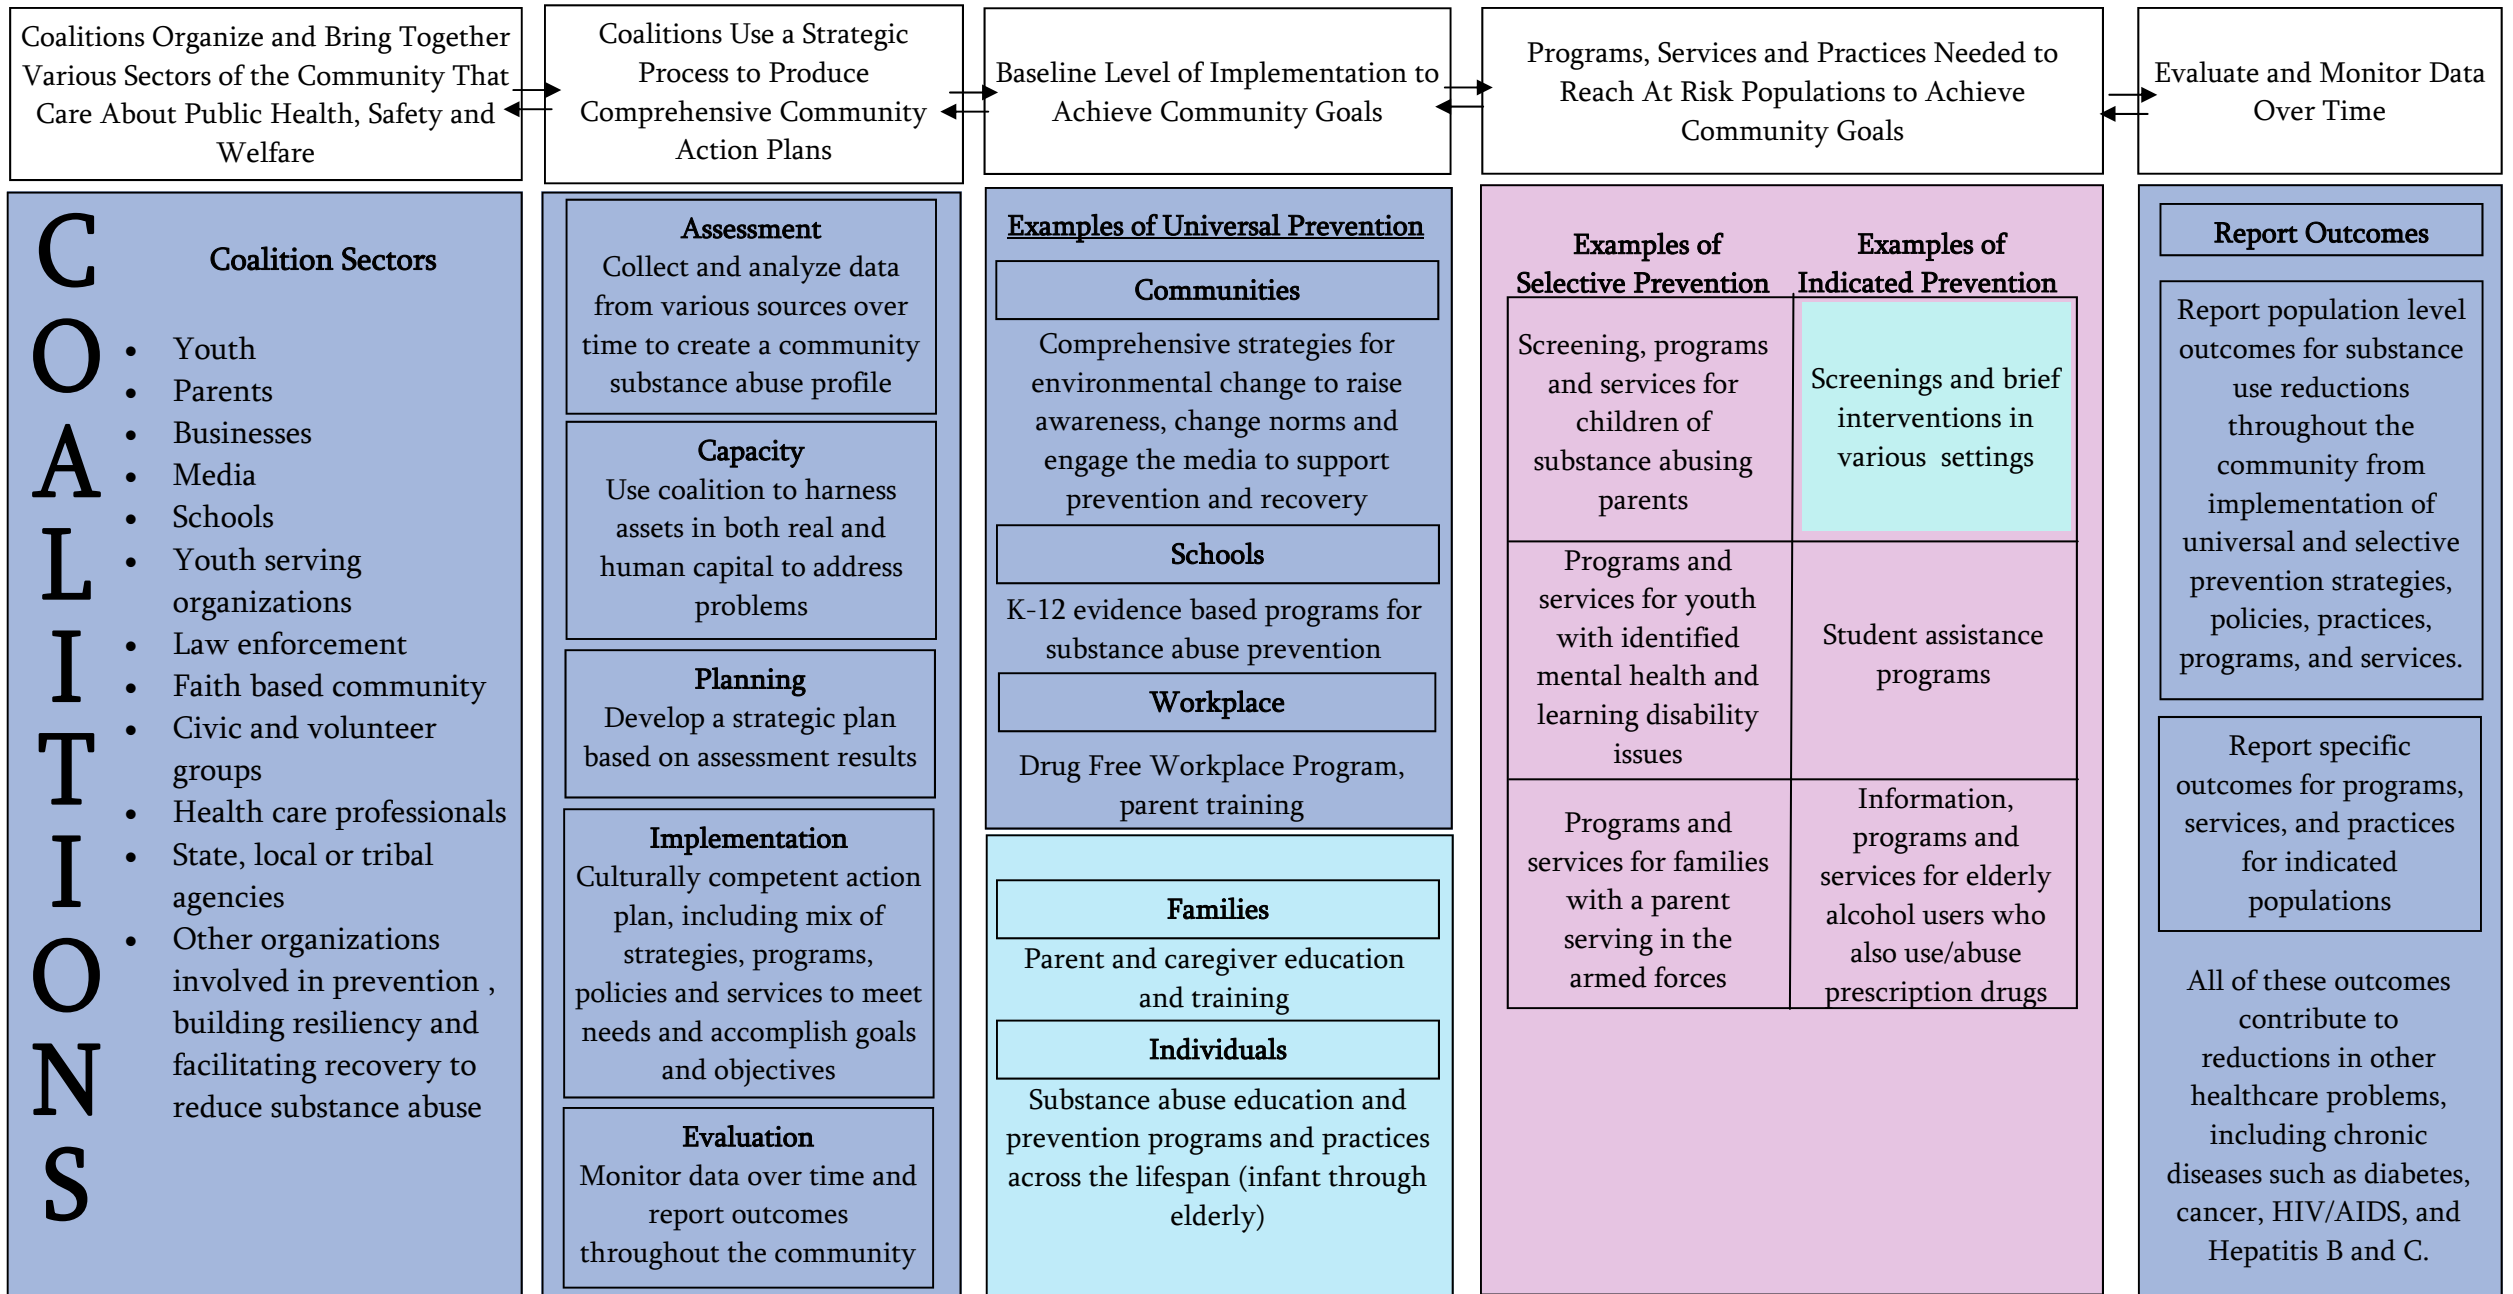 Coalitions Organize and Bring Together
Various Sectors of the Community That
Care About Public Health, Safety and
Welfare
Coalitions Use a Strategic
Process to Produce
Comprehensive Community
Action Plans
Baseline Level of Implementation to
Achieve Community Goals
Programs, Services and Practices Needed to
Reach At Risk Populations to Achieve
Community Goals
Evaluate and Monitor Data
Over Time
C
O
A
L
I
T
I
O
N
S
Coalition Sectors
• Youth
• Parents
• Businesses
• Media
• Schools
• Youth serving
organizations
• Law enforcement
• Faith based community
• Civic and volunteer
groups
• Health care professionals
• State, local or tribal
agencies
• Other organizations
involved in prevention ,
building resiliency and
facilitating recovery to
reduce substance abuse
Assessment
Collect and analyze data
from various sources over
time to create a community
substance abuse profile
Capacity
Use coalition to harness
assets in both real and
human capital to address
problems
Planning
Develop a strategic plan
based on assessment results
Implementation
Culturally competent action
plan, including mix of
strategies, programs,
policies and services to meet
needs and accomplish goals
and objectives
Evaluation
Monitor data over time and
report outcomes
throughout the community
Examples of Universal Prevention
Communities
Comprehensive strategies for
environmental change to raise
awareness, change norms and
engage the media to support
prevention and recovery
Schools
K-12 evidence based programs for
substance abuse prevention
Workplace
Drug Free Workplace Program,
parent training
Families
Parent and caregiver education
and training
Individuals
Substance abuse education and
prevention programs and practices
across the lifespan (infant through
elderly)
Examples of
Selective Prevention
Screening, programs
and services for
children of
substance abusing
parents
Programs and
services for youth
with identified
mental health and
learning disability
issues
Programs and
services for families
with a parent
serving in the
armed forces
Examples of
Indicated Prevention
Screenings and brief
interventions in
various settings
Student assistance
programs
Information,
programs and
services for elderly
alcohol users who
also use/abuse
prescription drugs
Report Outcomes
Report population level
outcomes for substance
use reductions
throughout the
community from
implementation of
universal and selective
prevention strategies,
policies, practices,
programs, and services.
Report specific
outcomes for programs,
services, and practices
for indicated
populations
All of these outcomes
contribute to
reductions in other
healthcare problems,
including chronic
diseases such as diabetes,
cancer, HIV/AIDS, and
Hepatitis B and C.